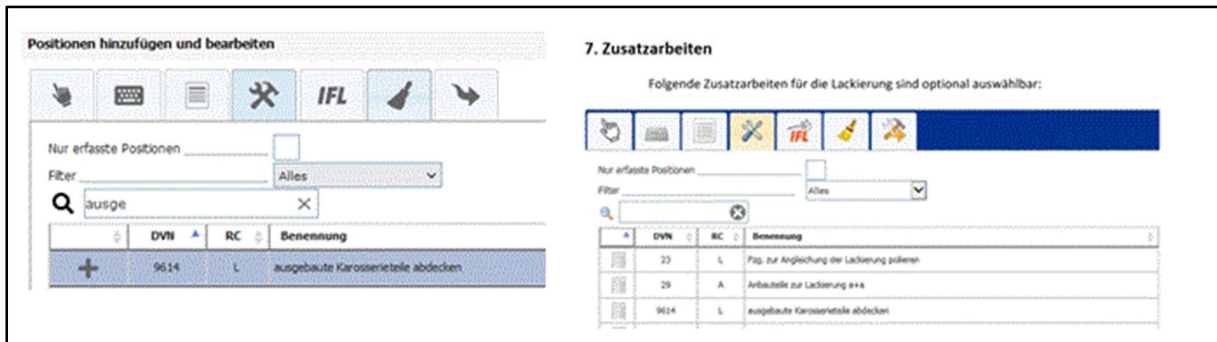 Positionen hinzufügen und bearbeiten
IFL
Nur erfasste Positionen
Filter Alles
ausge
DVN RC Benennung
9614 L ausgebaute Karosserieteile abdecken
7. Zusatzarbeiten
Folgende Zusatzarbeiten für die Lackierung sind optional auswählbar:
IFL
Nur erfasste Positionen
Filter Alles
DVN RC Benennung
23 L Fzg. zur Angleichung der Lackierung polieren
29 A Anbauteile zur Lackierung a+a
9614 L ausgebaute Karosserieteile abdecken